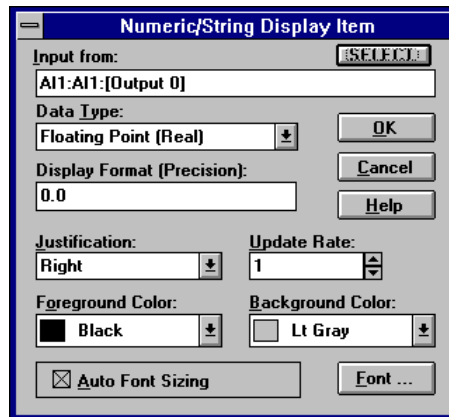 Numeric/String Display Item
Input from:
SELECT
AI1:AI1:[Output 0]
Data Type:
Floating Point (Real)
OK
Display Format (Precision):
Cancel
0.0
Help
Justification:
Update Rate:
Right
1
Foreground Color:
Background Color:
Black
Lt Gray
Auto Font Sizing
Font ...